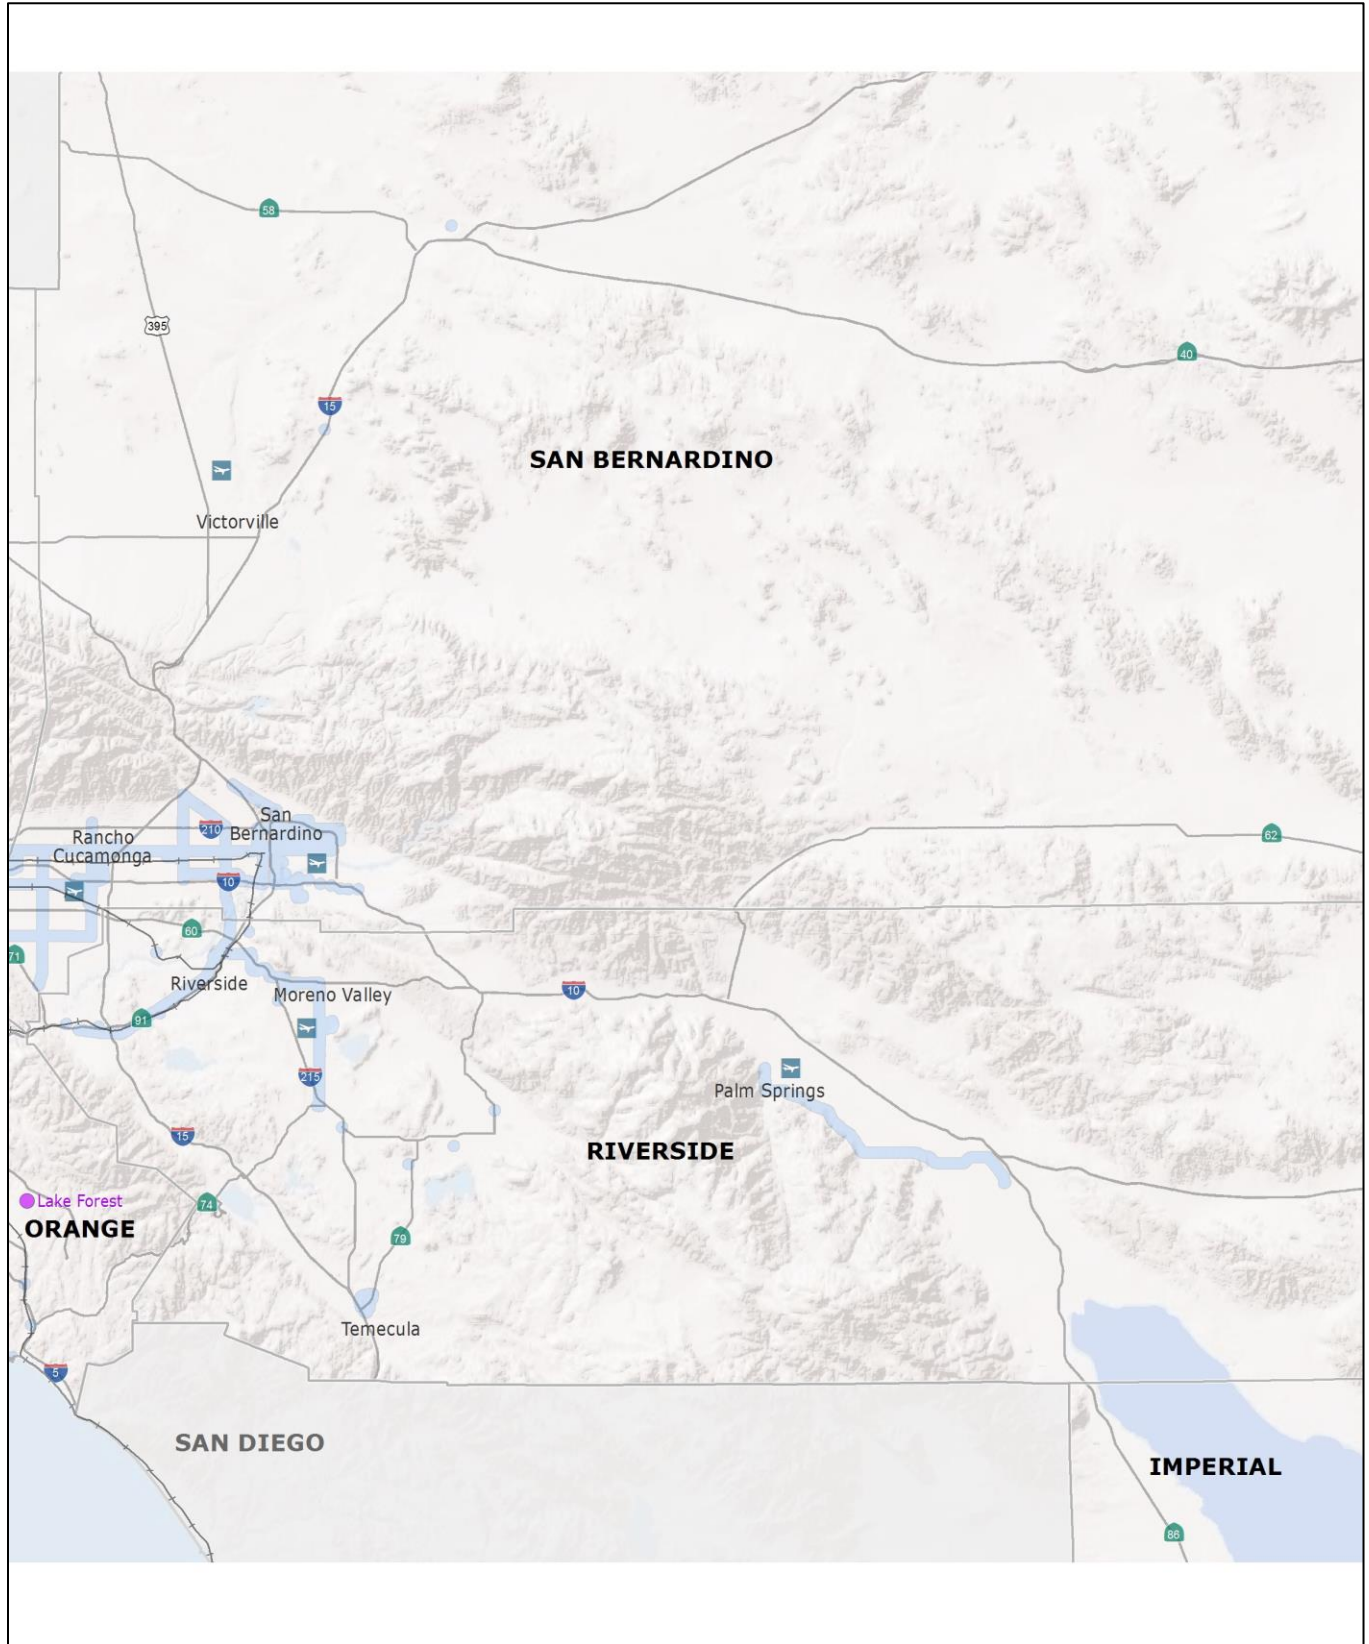 58
395
40
15
SAN BERNARDINO
Victorville
San
Bernardino
210
62
Rancho
Cucamonga
10
60
71
Riverside
Moreno Valley
10
91
215
Palm Springs
15
RIVERSIDE
Lake Forest
74
ORANGE
79
Temecula
5
SAN DIEGO
IMPERIAL
86